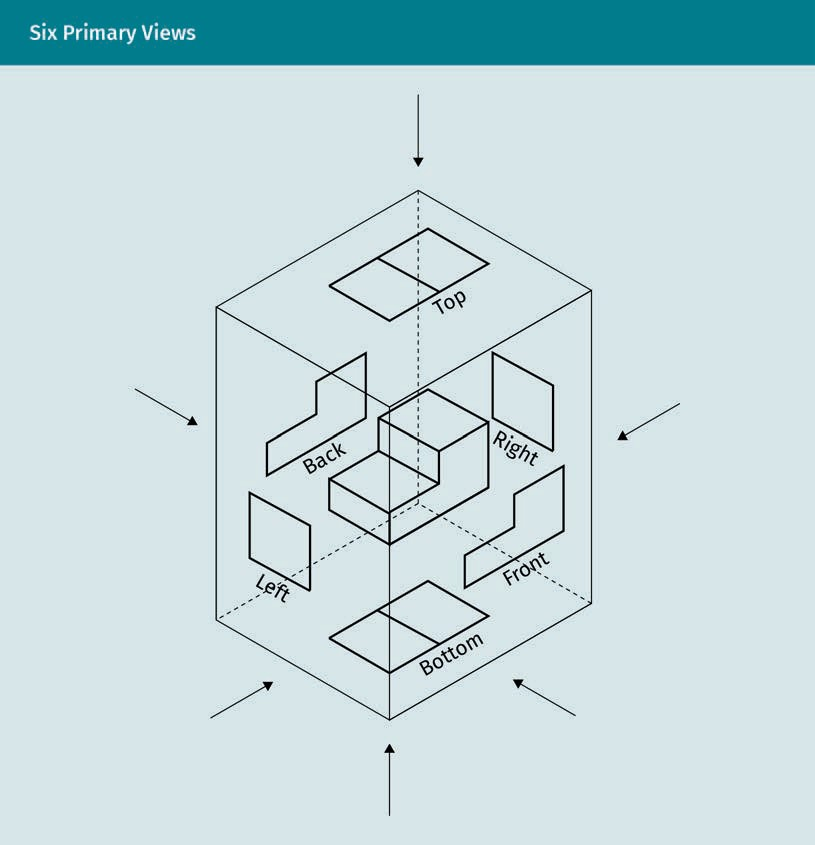 Six Primary Views
Top
Back
Right
Left
Front
Bottom